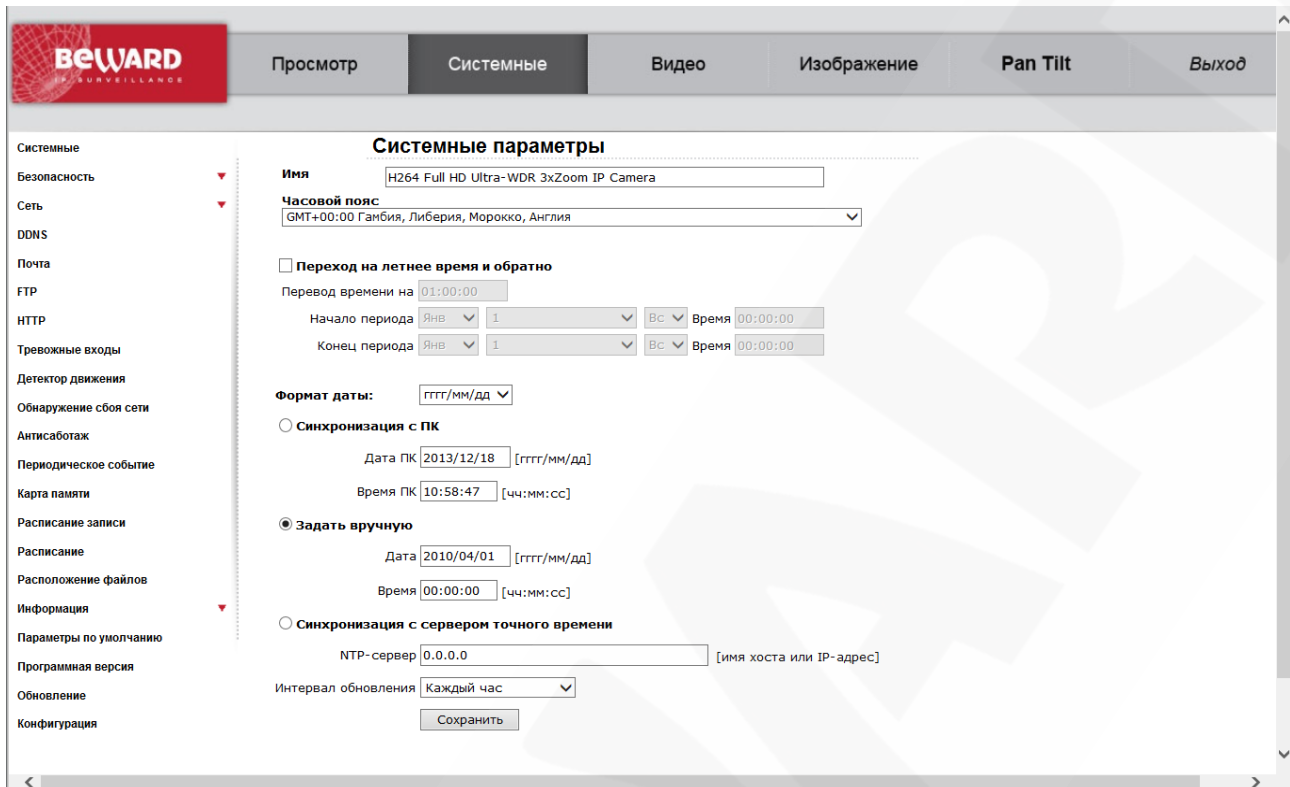 BEWARD
IP SURVEILLANCE
Просмотр
Системные
Видео
Изображение
Pan Tilt
Выход
Системные
Безопасность
Сеть
DDNS
Почта
FTP
HTTP
Тревожные входы
Детектор движения
Обнаружение сбоя сети
Антисаботаж
Периодическое событие
Карта памяти
Расписание записи
Расписание
Расположение файлов
Информация
Параметры по умолчанию
Программная версия
Обновление
Конфигурация
Системные параметры
Имя H264 Full HD Ultra-WDR 3xZoom IP Camera
Часовой пояс
GMT+00:00 Гамбия, Либерия, Морокко, Англия
Переход на летнее время и обратно
Перевод времени на 01:00:00
Начало периода Янв 1 Вс Время 00:00:00
Конец периода Янв 1 Вс Время 00:00:00
Формат даты: гггг/мм/дд
Синхронизация с ПК
Дата ПК 2013/12/18 [гггг/мм/дд]
Время ПК 10:58:47 [чч:мм:сс]
Задать вручную
Дата 2010/04/01 [гггг/мм/дд]
Время 00:00:00 [чч:мм:сс]
Синхронизация с сервером точного времени
NTP-сервер 0.0.0.0 [имя хоста или IP-адрес]
Интервал обновления Каждый час
Сохранить